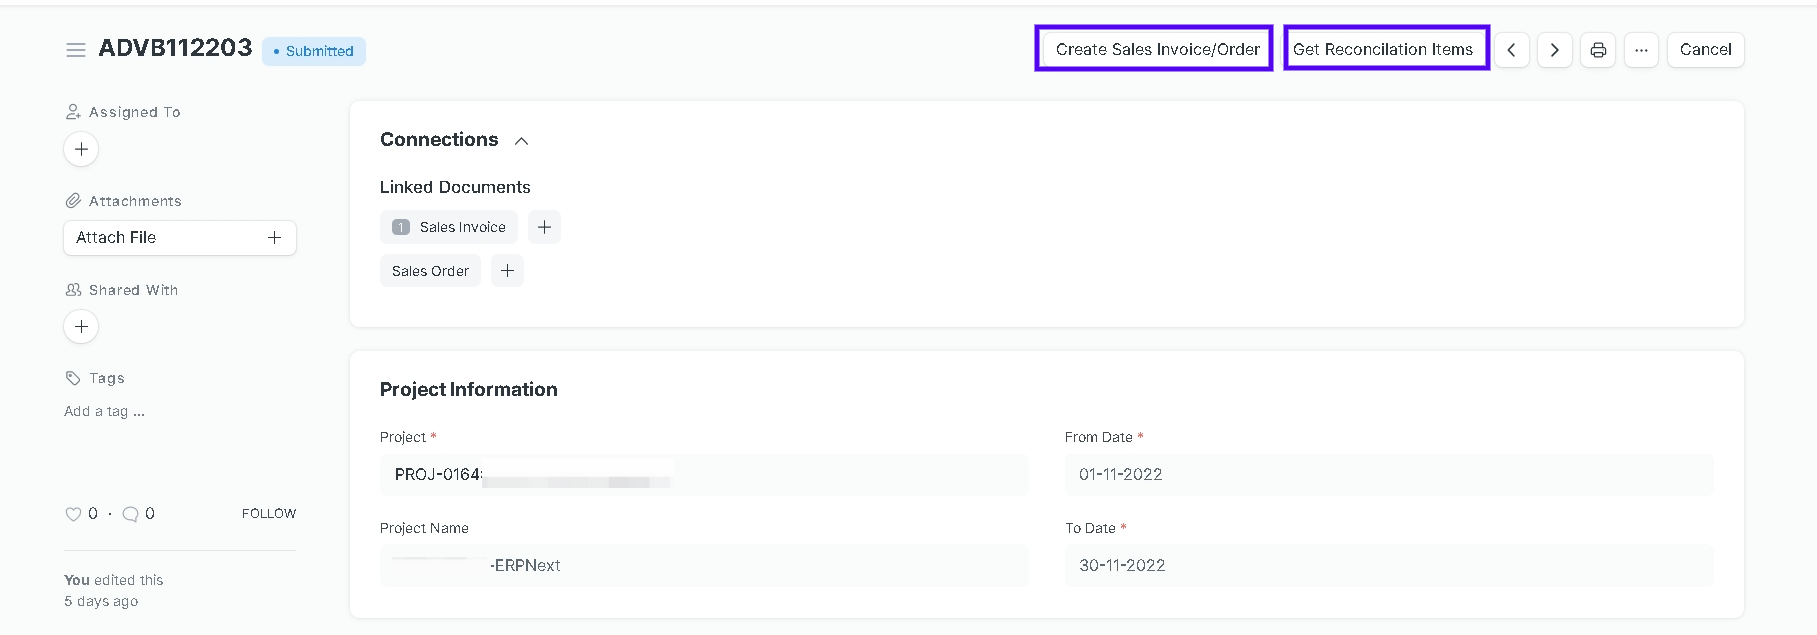 ADVB112203
Submitted
Create Sales Invoice/Order
Get Reconcilation Items
...
Cancel
Assigned To
Attachments
Attach File
Shared With
Tags
Add a tag ...
0 · 0
FOLLOW
You edited this
5 days ago
Connections
Linked Documents
1 Sales Invoice
Sales Order
Project Information
Project *
PROJ-0164
From Date *
01-11-2022
Project Name
-ERPNext
To Date *
30-11-2022